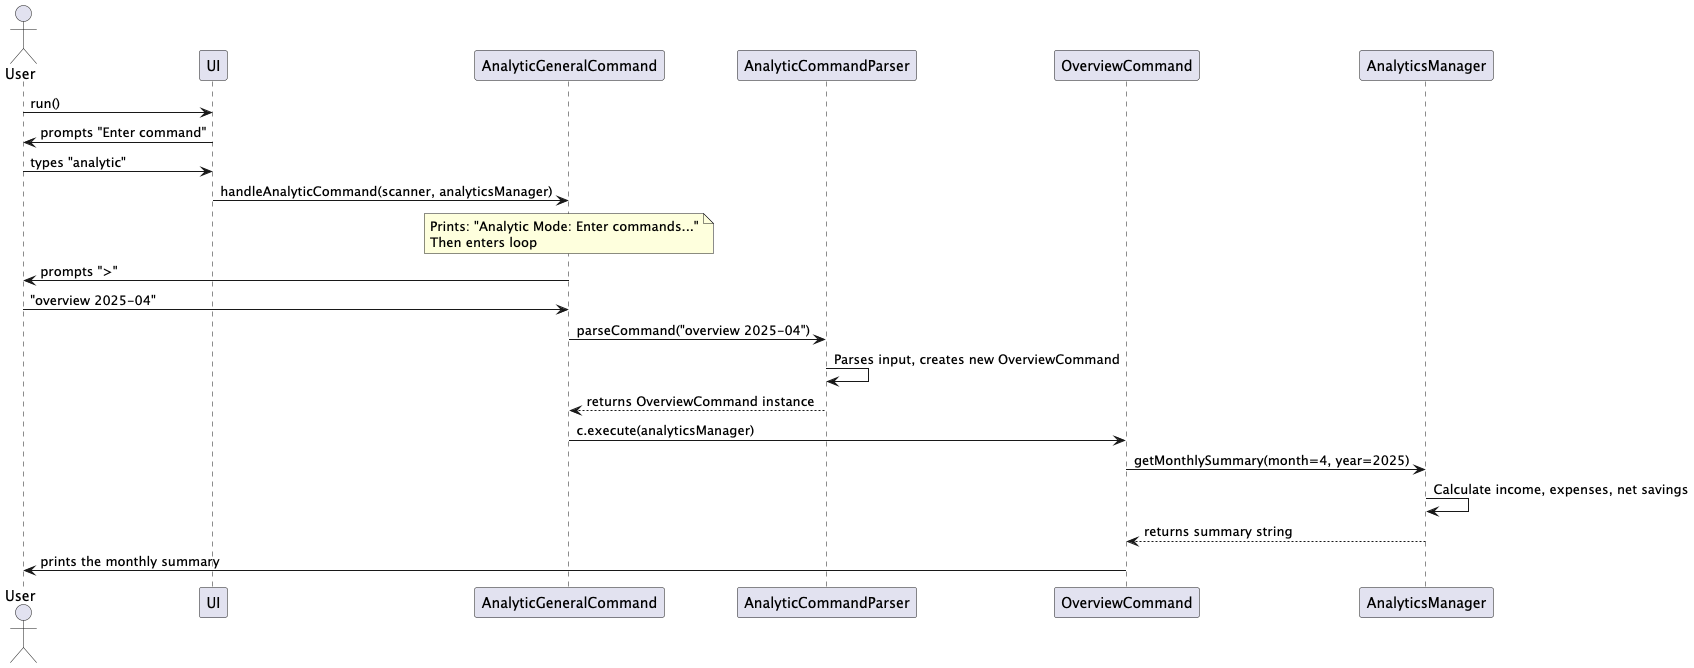 User
UI
AnalyticGeneralCommand
AnalyticCommandParser
OverviewCommand
AnalyticsManager
run()
prompts "Enter command"
types "analytic"
handleAnalyticCommand(scanner, analyticsManager)
Prints: "Analytic Mode: Enter commands..."
Then enters loop
prompts ">"
"overview 2025-04"
parseCommand("overview 2025-04")
Parses input, creates new OverviewCommand
returns OverviewCommand instance
c.execute(analyticsManager)
getMonthlySummary(month=4, year=2025)
Calculate income, expenses, net savings
returns summary string
prints the monthly summary
User
UI
AnalyticGeneralCommand
AnalyticCommandParser
OverviewCommand
AnalyticsManager